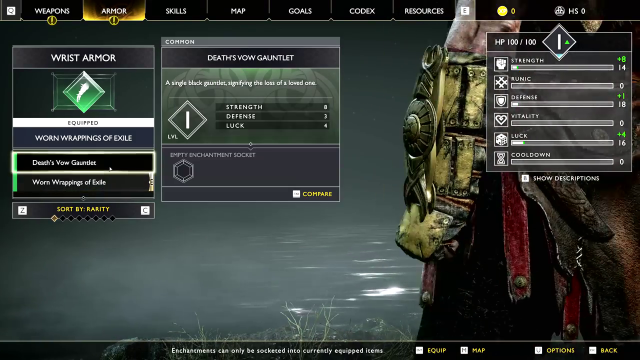 Q WEAPONS ARMOR SKILLS MAP GOALS CODEX RESOURCES E 0 HS 0
WRIST ARMOR
EQUIPPED
WORN WRAPPINGS OF EXILE
Death's Vow Gauntlet
Worn Wrappings of Exile
Z SORT BY: RARITY C
COMMON
DEATH'S VOW GAUNTLET
A single black gauntlet, signifying the loss of a loved one.
1
LVL
STRENGTH 8
DEFENSE 3
LUCK 4
EMPTY ENCHANTMENT SOCKET
COMPARE
HP 100 / 100 1
STRENGTH +8
14
RUNIC
0
DEFENSE +1
18
VITALITY
0
LUCK +4
16
COOLDOWN
0
SHOW DESCRIPTIONS
Enchantments can only be socketed into currently equipped items
EQUIP M MAP OPTIONS BACK